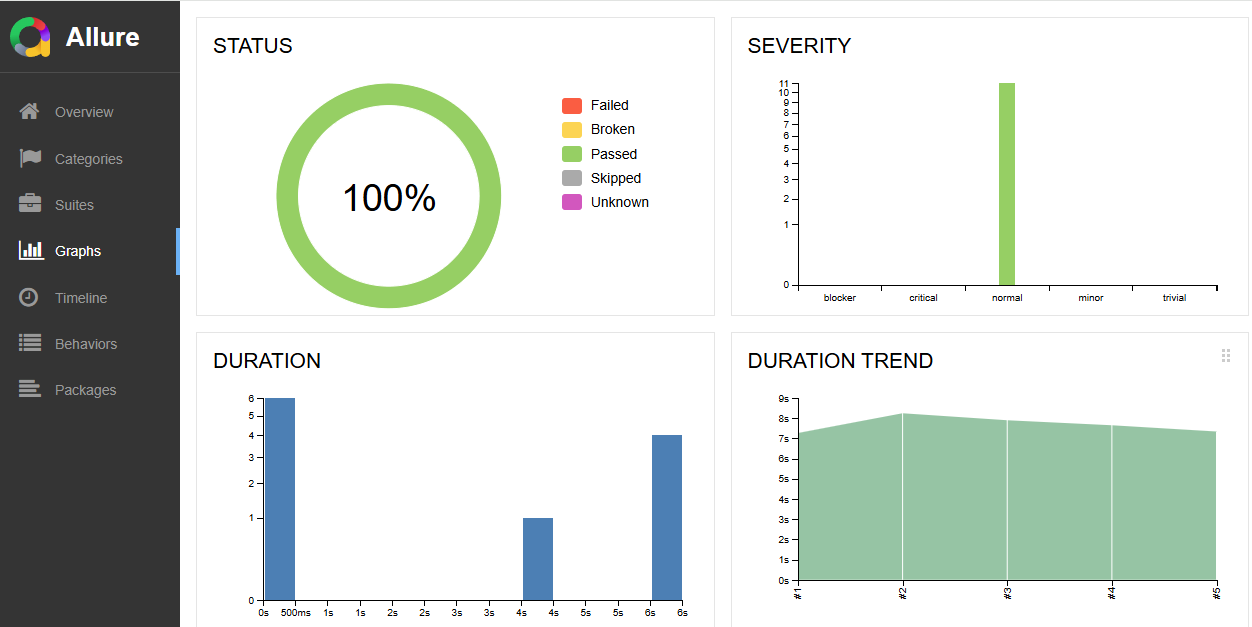 Allure
Overview
Categories
Suites
Graphs
Timeline
Behaviors
Packages
STATUS
100%
Failed
Broken
Passed
Skipped
Unknown
SEVERITY
11
10
9
8
7
6
5
4
3
2
1
0
blocker critical normal minor trivial
DURATION
6
5
4
3
2
1
0
0s 500ms 1s 1s 2s 2s 3s 3s 4s 4s 5s 5s 6s 6s
DURATION TREND
9s
8s
7s
6s
5s
4s
3s
2s
1s
0s
#1 #2 #3 #4 #5